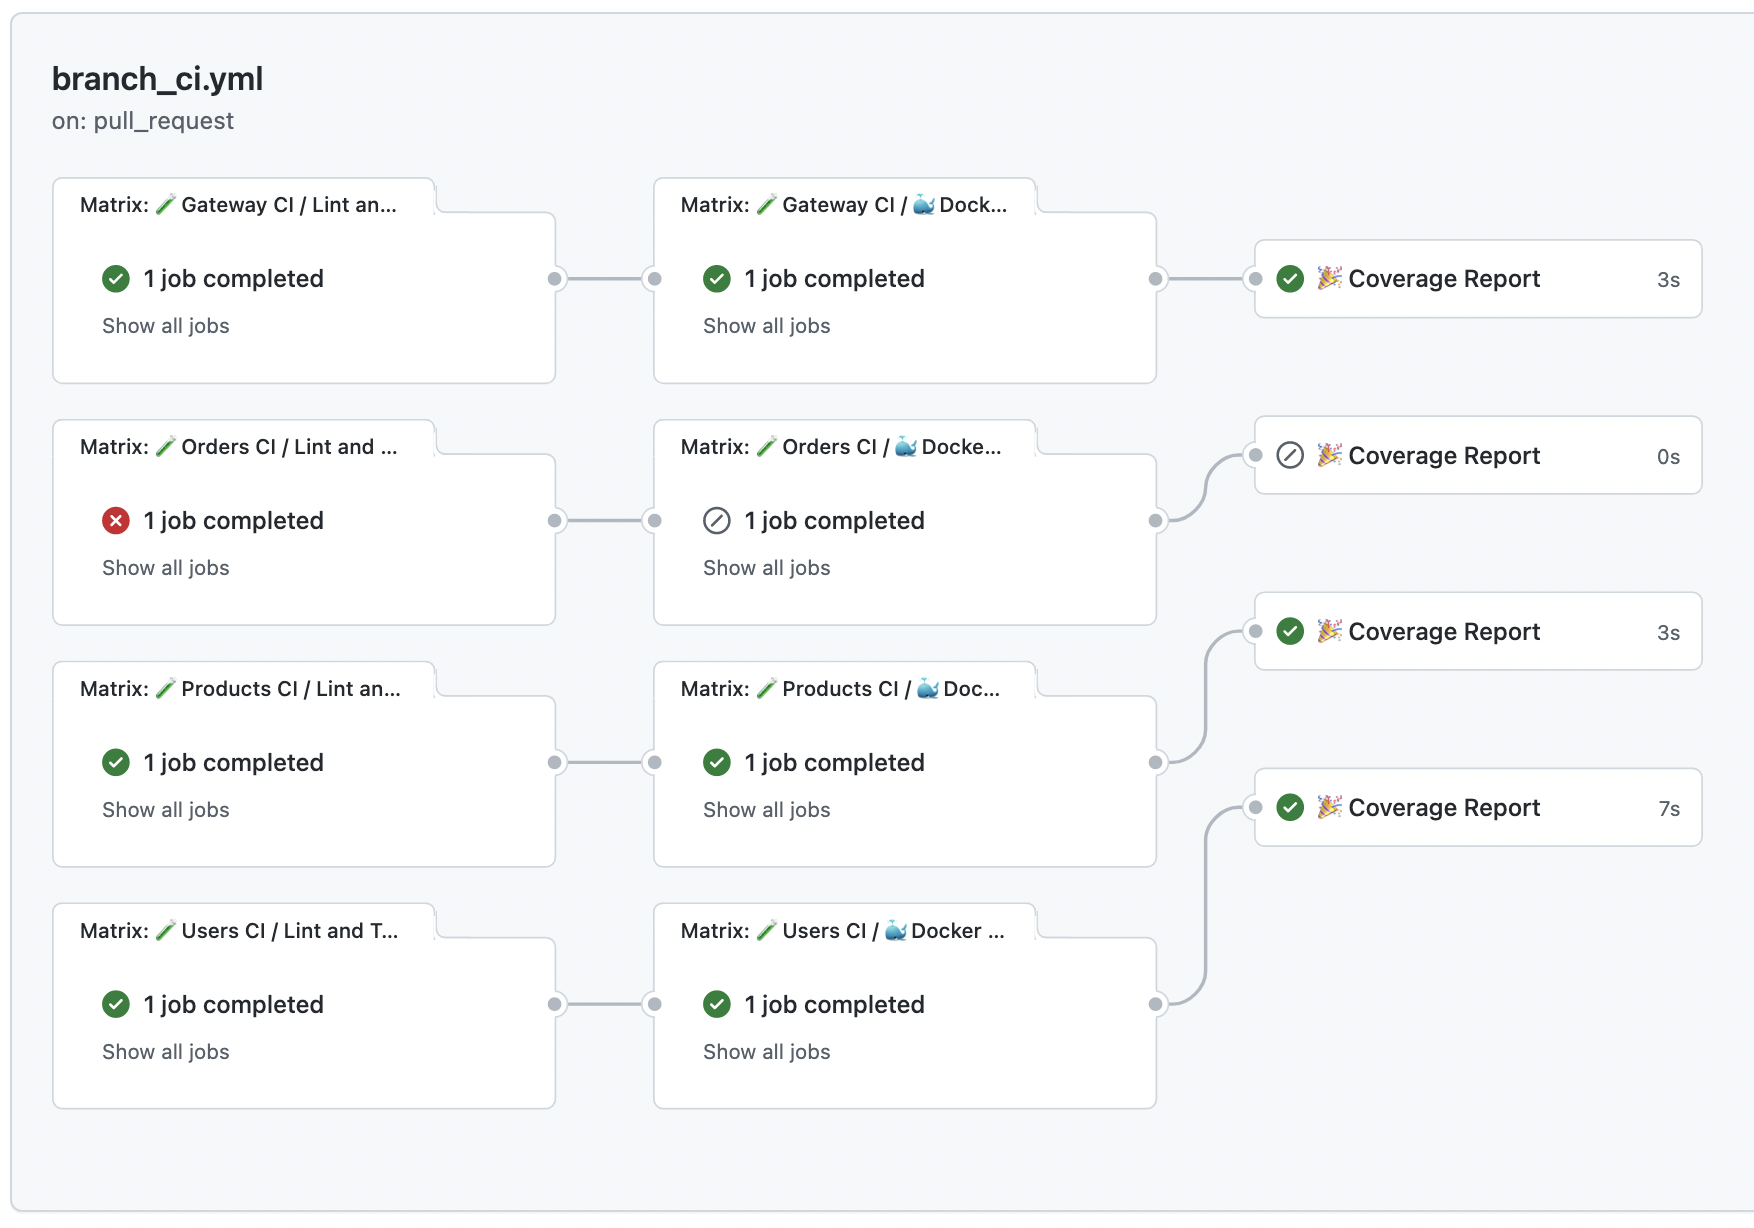 branch_ci.yml
on: pull_request
Matrix: 🧪 Gateway CI / Lint an...
1 job completed
Show all jobs
Matrix: 🧪 Gateway CI / 🐳 Dock...
1 job completed
Show all jobs
🎉 Coverage Report 3s
Matrix: 🧪 Orders CI / Lint and ...
1 job completed
Show all jobs
Matrix: 🧪 Orders CI / 🐳 Docke...
1 job completed
Show all jobs
🎉 Coverage Report 0s
Matrix: 🧪 Products CI / Lint an...
1 job completed
Show all jobs
Matrix: 🧪 Products CI / 🐳 Doc...
1 job completed
Show all jobs
🎉 Coverage Report 3s
Matrix: 🧪 Users CI / Lint and T...
1 job completed
Show all jobs
Matrix: 🧪 Users CI / 🐳 Docker ...
1 job completed
Show all jobs
🎉 Coverage Report 7s